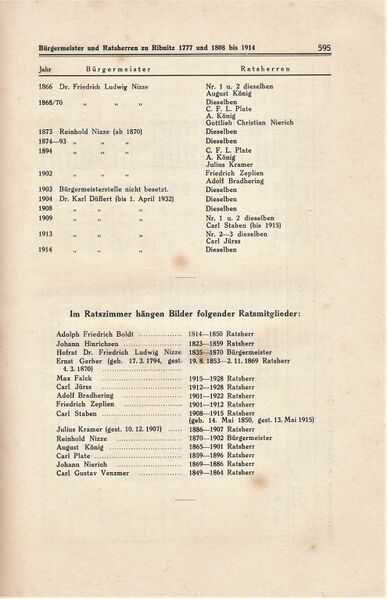 Bürgermeister und Ratsherren zu Ribnitz 1777 und 1808 bis 1914 595
Jahr Bürgermeister Ratsherren
1866 Dr. Friedrich Ludwig Nizze Nr. 1 u. 2 dieselben
August König
1868/70 „ „ „ „ Dieselben
C. F. L. Plate
A. König
Gottlieb Christian Nierich
1873 Reinhold Nizze (ab 1870) Dieselben
1874—93 „ „ „ „ Dieselben
1894 „ „ „ „ C. F. L. Plate
A. König
Julius Kramer
1902 „ „ „ „ Friedrich Zeplien
Adolf Bradhering
1903 Bürgermeisterstelle nicht besetzt. Dieselben
1904 Dr. Karl Düffert (bis 1. April 1932) Dieselben
1908 „ „ „ „ Dieselben
1909 „ „ „ „ Nr. 1 u. 2 dieselben
Carl Staben (bis 1915)
1913 „ „ „ „ Nr. 2—3 dieselben
Carl Jürss
1914 „ „ „ „ Dieselben
Im Ratszimmer hängen Bilder folgender Ratsmitglieder:
Adolph Friedrich Boldt .................. 1814—1850 Ratsherr
Johann Hinrichsen .................. 1823—1859 Ratsherr
Hofrat Dr. Friedrich Ludwig Nizze 1835—1870 Bürgermeister
Ernst Gerber (geb. 17. 3. 1794, gest. 19. 8. 1853—2. 11. 1869 Ratsherr
4. 3. 1870) ..................
Max Falck .................. 1915—1928 Ratsherr
Carl Jürss .................. 1912—1928 Ratsherr
Adolf Bradhering .................. 1901—1922 Ratsherr
Friedrich Zeplien .................. 1901—1912 Ratsherr
Carl Staben .................. 1908—1915 Ratsherr
(geb. 14. Mai 1850, gest. 13. Mai 1915)
Julius Kramer (gest. 10. 12. 1907) ...... 1886—1907 Ratsherr
Reinhold Nizze .................. 1870—1902 Bürgermeister
August König .................. 1865—1901 Ratsherr
Carl Plate .................. 1859—1896 Ratsherr
Johann Nierich .................. 1869—1886 Ratsherr
Carl Gustav Venzmer .................. 1849—1864 Ratsherr